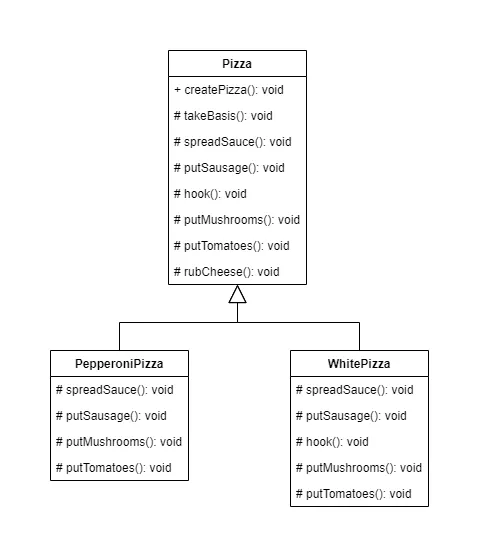 Pizza
+ createPizza(): void
# takeBasis(): void
# spreadSauce(): void
# putSausage(): void
# hook(): void
# putMushrooms(): void
# putTomatoes(): void
# rubCheese(): void
PepperoniPizza
# spreadSauce(): void
# putSausage(): void
# putMushrooms(): void
# putTomatoes(): void
WhitePizza
# spreadSauce(): void
# putSausage(): void
# hook(): void
# putMushrooms(): void
# putTomatoes(): void